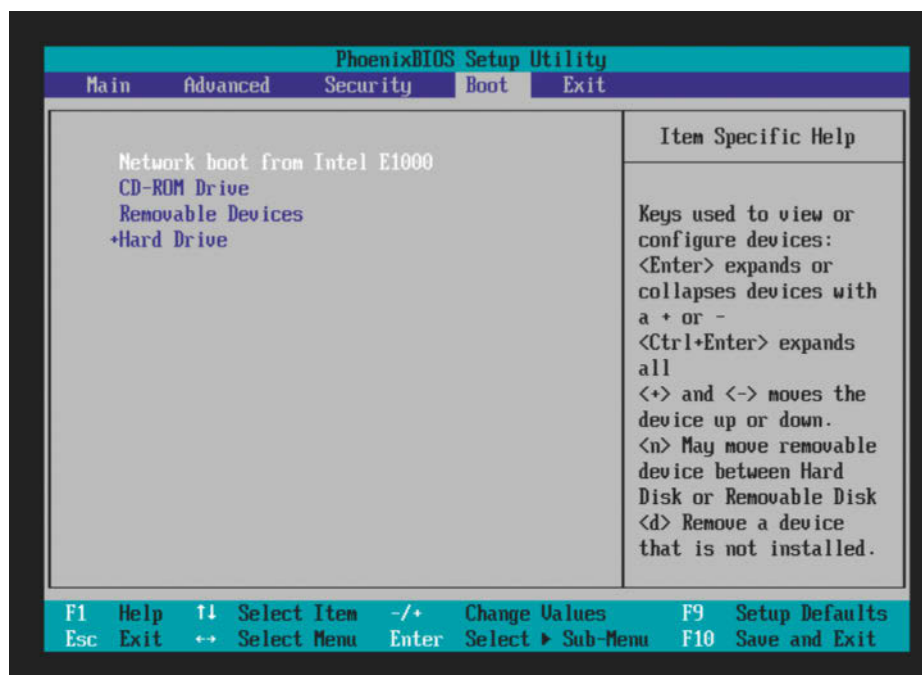 PhoenixBIOS Setup Utility
Main Advanced Security Boot Exit
Network boot from Intel E1000
CD-ROM Drive
Removable Devices
+Hard Drive
Item Specific Help
Keys used to view or
configure devices:
<Enter> expands or
collapses devices with
a + or -
<Ctrl+Enter> expands
all
<+> and <-> moves the
device up or down.
<n> May move removable
device between Hard
Disk or Removable Disk
<d> Remove a device
that is not installed.
F1 Help ↑↓ Select Item -/+ Change Values F9 Setup Defaults
Esc Exit ↔ Select Menu Enter Select ▶ Sub-Menu F10 Save and Exit